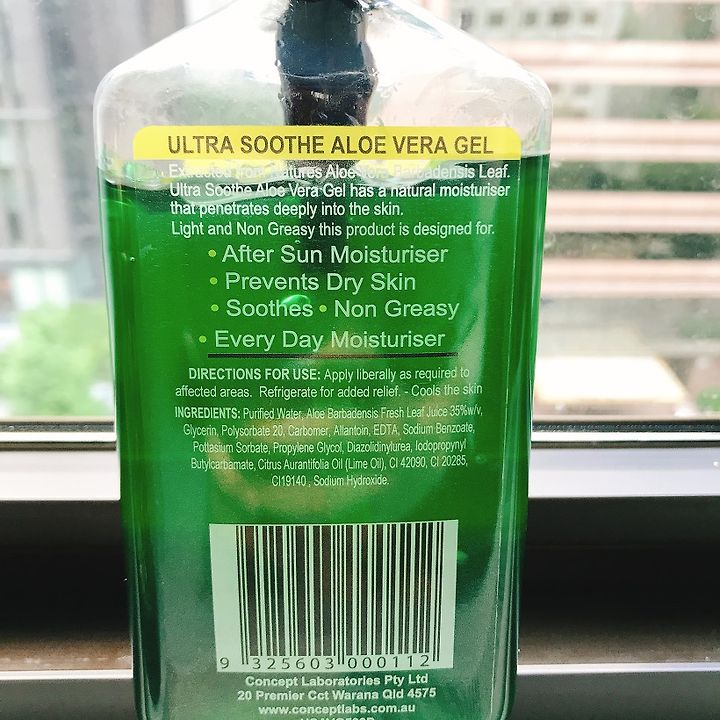 ULTRA SOOTHE ALOE VERA GEL
Extracted from Natures Aloe Vera Barbadensis Leaf.
Ultra Soothe Aloe Vera Gel has a natural moisturiser
that penetrates deeply into the skin.
Light and Non Greasy this product is designed for.
• After Sun Moisturiser
• Prevents Dry Skin
• Soothes • Non Greasy
• Every Day Moisturiser
DIRECTIONS FOR USE: Apply liberally as required to
affected areas. Refrigerate for added relief. - Cools the skin
INGREDIENTS: Purified Water, Aloe Barbadensis Fresh Leaf Juice 35%w/v,
Glycerin, Polysorbate 20, Carbomer, Allantoin, EDTA, Sodium Benzoate,
Pottasium Sorbate, Propylene Glycol, Diazolidinylurea, Iodopropynyl
Butylcarbamate, Citrus Aurantifolia Oil (Lime Oil), CI 42090, CI 20285,
CI19140 , Sodium Hydroxide.
9 325603 000112
Concept Laboratories Pty Ltd
20 Premier Cct Warana Qld 4575
www.conceptlabs.com.au